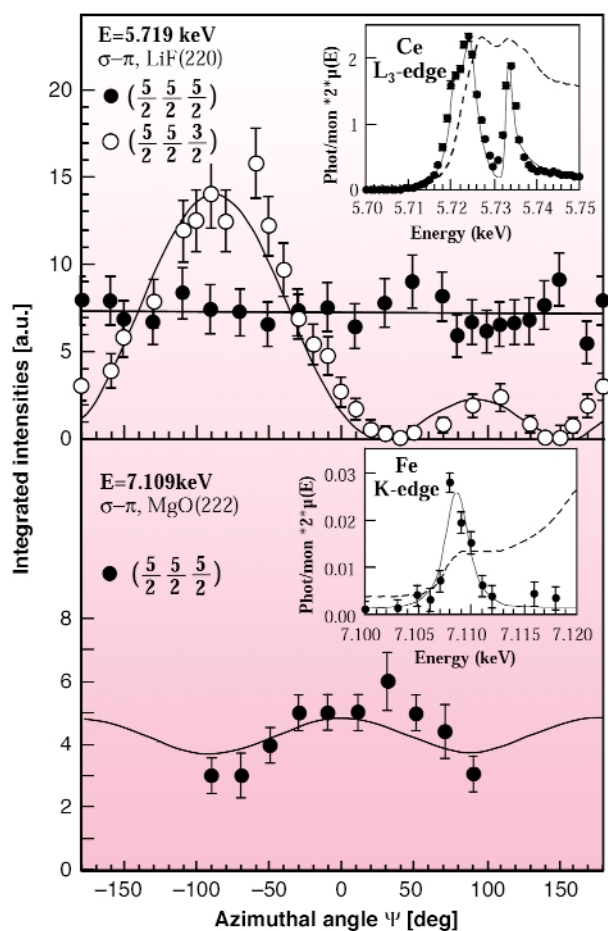 Integrated intensities [a.u.]
20
15
10
5
0
E=5.719 keV
σ–π, LiF(220)
● (5/2 5/2 5/2)
○ (5/2 5/2 3/2)
Phot/mon *2*μ(E)
2
1
0
Ce
L₃-edge
5.70 5.71 5.72 5.73 5.74 5.75
Energy (keV)
E=7.109keV
σ–π, MgO(222)
● (5/2 5/2 5/2)
8
6
4
2
0
Phot/mon *2*μ(E)
0.03
0.02
0.01
0.00
Fe
K-edge
7.100 7.105 7.110 7.115 7.120
Energy (keV)
−150 −100 −50 0 50 100 150
Azimuthal angle Ψ [deg]